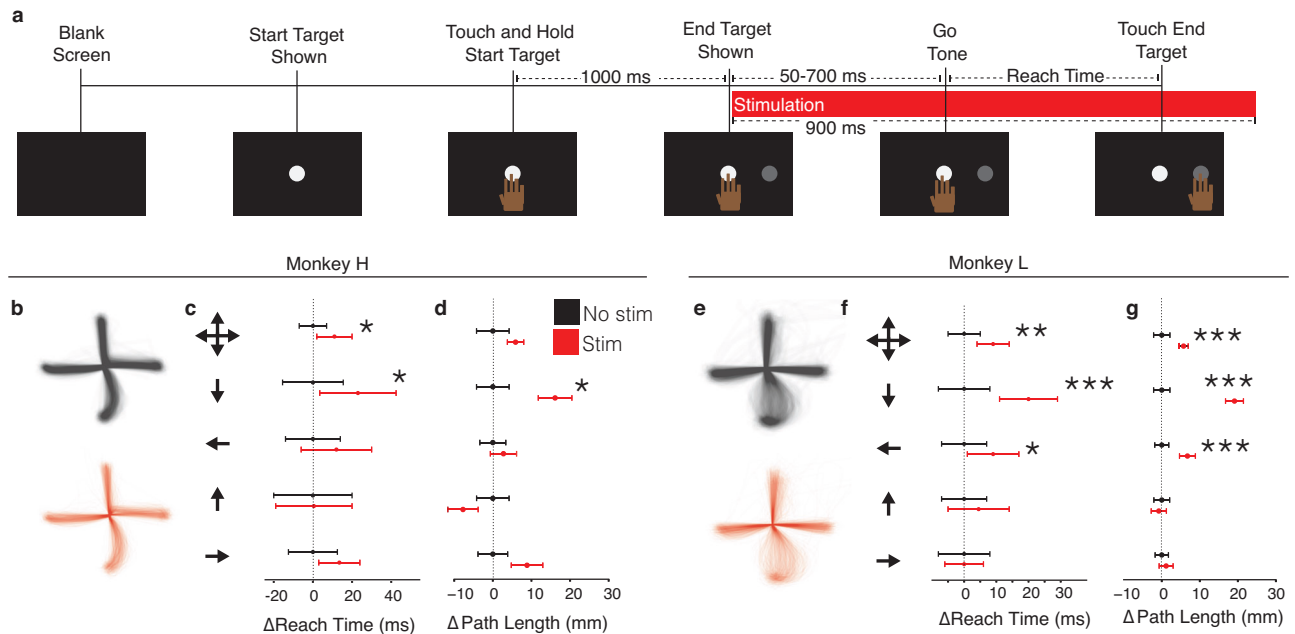 a
Blank
Screen
Start Target
Shown
Touch and Hold
Start Target
End Target
Shown
Go
Tone
Touch End
Target
1000 ms
50-700 ms
Reach Time
Stimulation
900 ms
Monkey H
Monkey L
b
c
d
No stim
Stim
e
f
g
*
**
***
*
*
***
***
*
***
-20 0 20 40
−10 0 10 20 30
0 10 20 30
−10 0 10 20 30
ΔReach Time (ms)
ΔPath Length (mm)
ΔReach Time (ms)
ΔPath Length (mm)